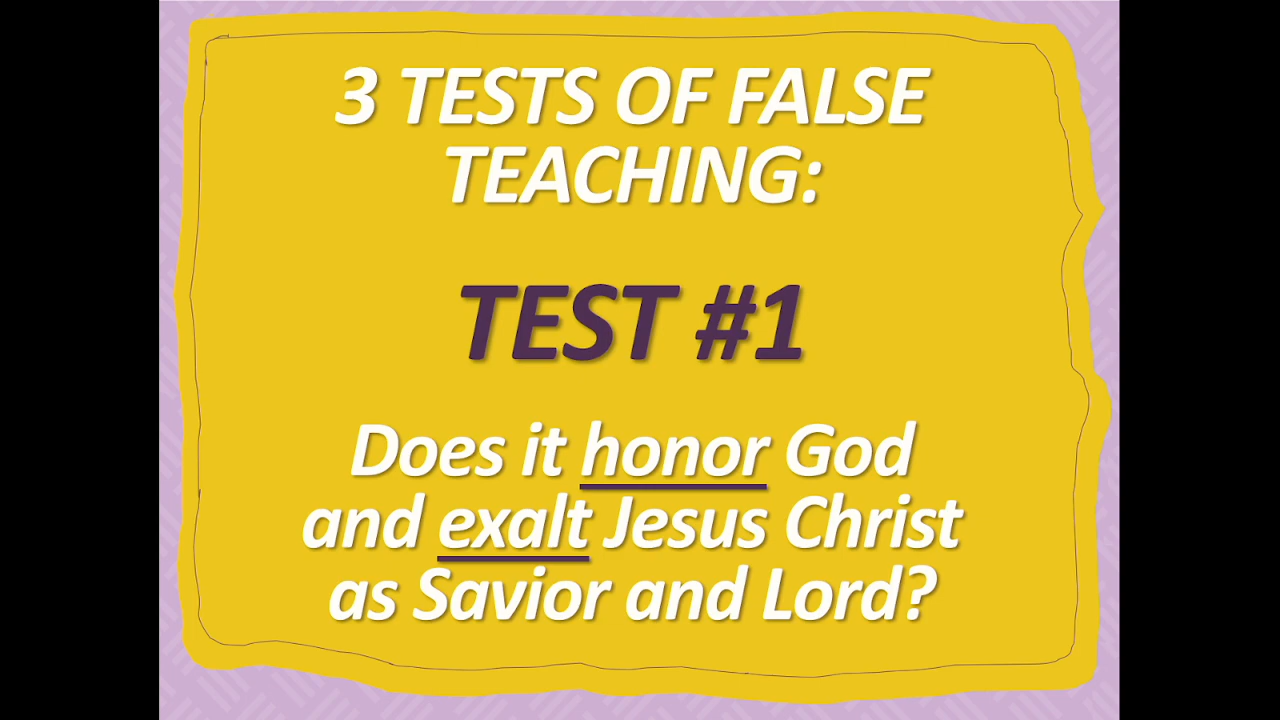 3 TESTS OF FALSE
TEACHING:
TEST #1
Does it honor God
and exalt Jesus Christ
as Savior and Lord?